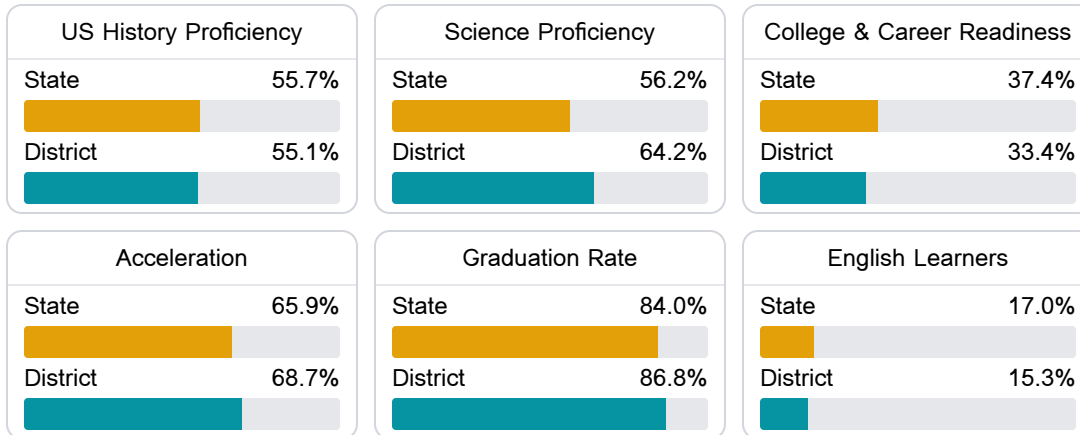 US History Proficiency
State 55.7%
District 55.1%
Science Proficiency
State 56.2%
District 64.2%
College & Career Readiness
State 37.4%
District 33.4%
Acceleration
State 65.9%
District 68.7%
Graduation Rate
State 84.0%
District 86.8%
English Learners
State 17.0%
District 15.3%